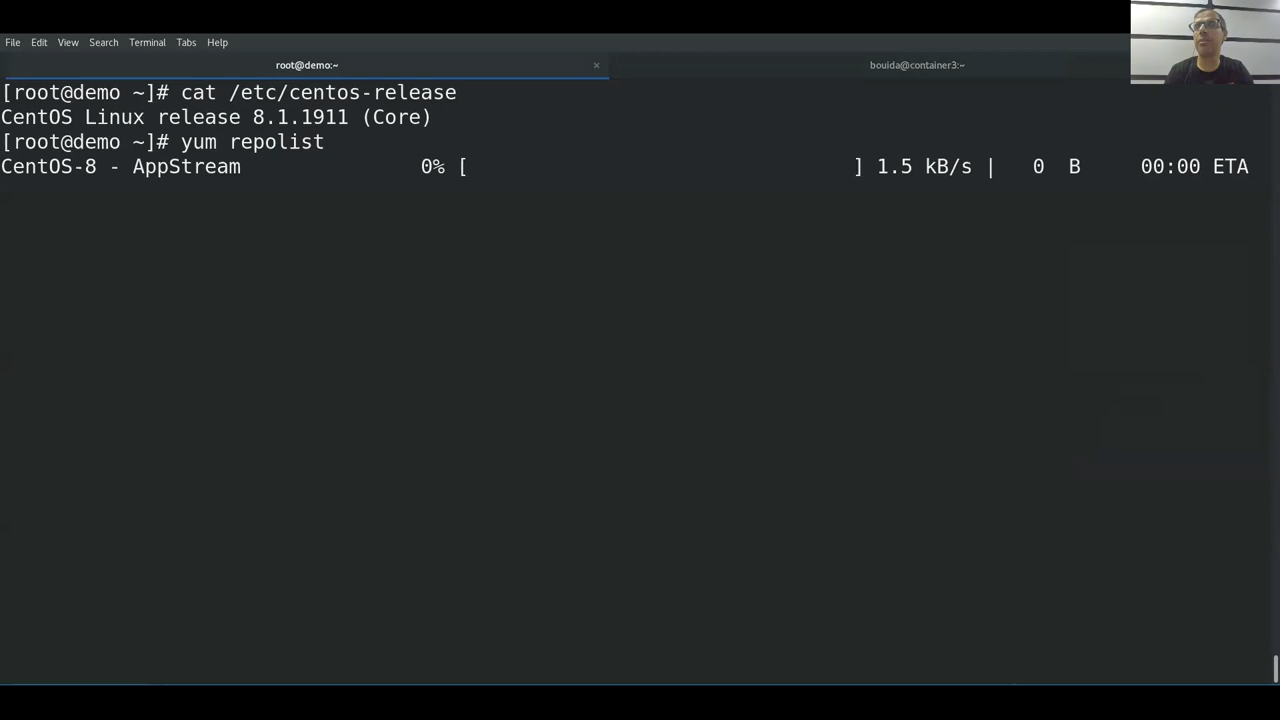 File Edit View Search Terminal Tabs Help
root@demo:~ × bouida@container3:~
[root@demo ~]# cat /etc/centos-release
CentOS Linux release 8.1.1911 (Core)
[root@demo ~]# yum repolist
CentOS-8 - AppStream 0% [ ] 1.5 kB/s | 0 B 00:00 ETA